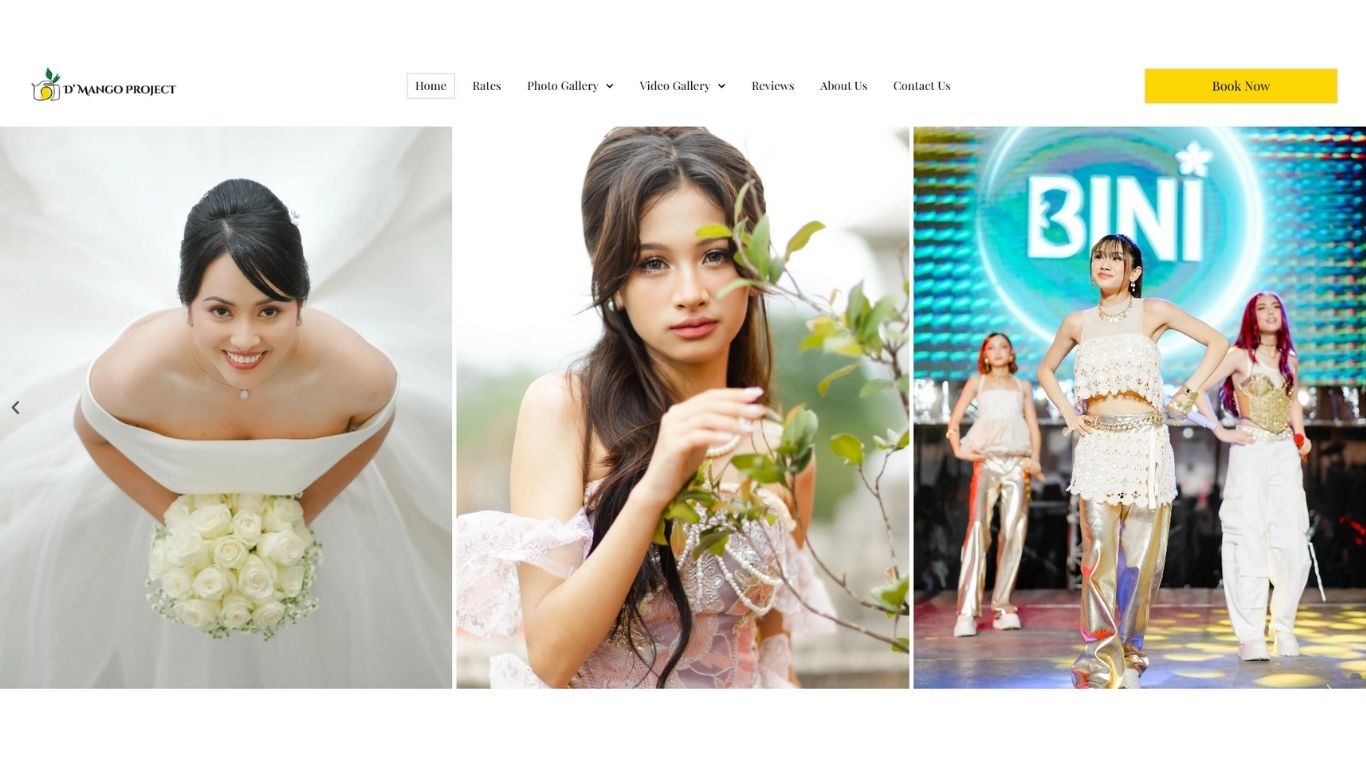 D' MANGO PROJECT
Home
Rates
Photo Gallery
Video Gallery
Reviews
About Us
Contact Us
Book Now
BINI